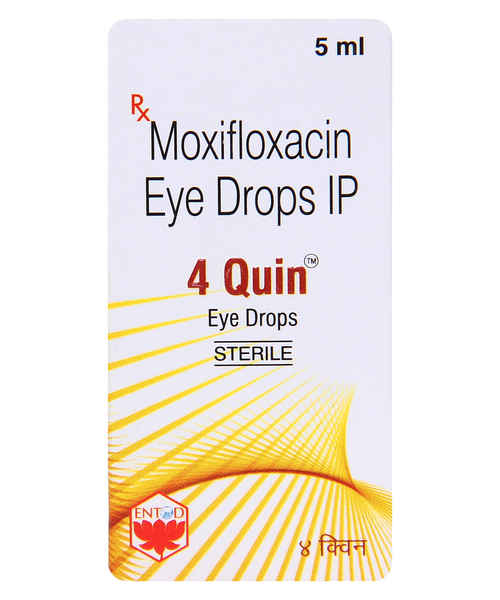 5 ml
Rx
Moxifloxacin
Eye Drops IP
4 Quin™
Eye Drops
STERILE
ENTOD
४ क्विन